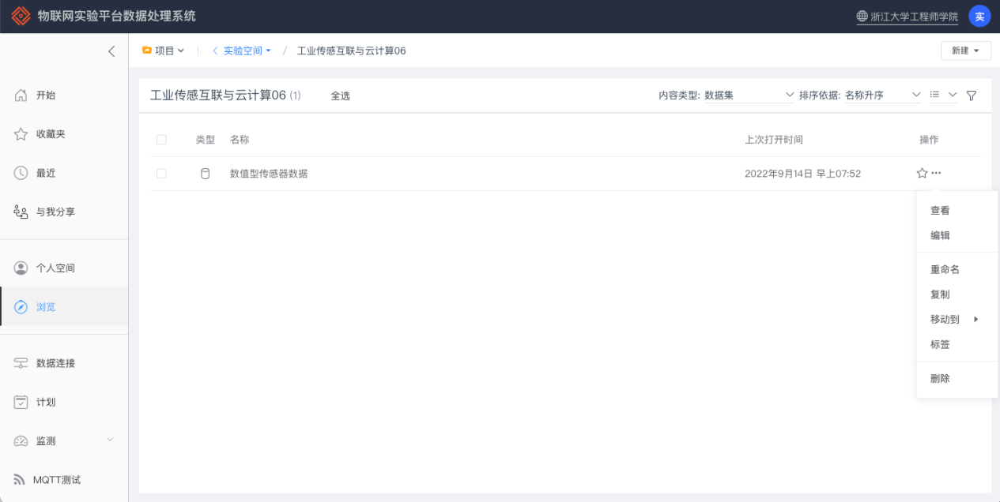 物联网实验平台数据处理系统
浙江大学工程师学院
实
项目
实验空间
/
工业传感互联与云计算06
新建
开始
收藏夹
最近
与我分享
个人空间
浏览
数据连接
计划
监测
MQTT测试
工业传感互联与云计算06 (1)
全选
内容类型: 数据集
排序依据: 名称升序
类型 名称 上次打开时间 操作
数值型传感器数据 2022年9月14日 早上07:52
查看
编辑
重命名
复制
移动到
标签
删除